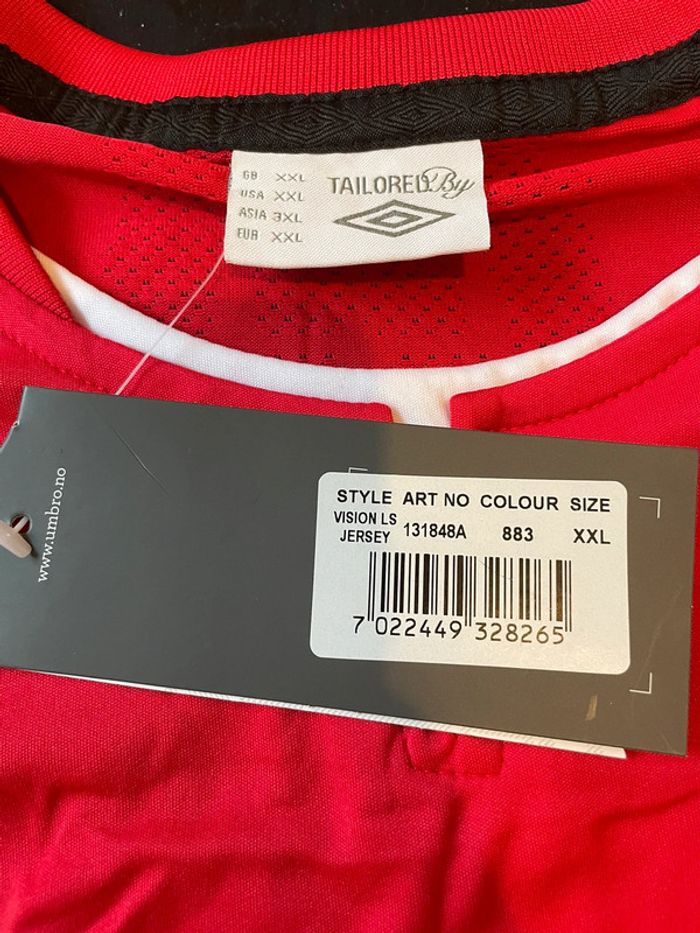 GB XXL
USA XXL
ASIA 3XL
EUR XXL
TAILORED By
www.umbro.no
STYLE ART NO COLOUR SIZE
VISION LS JERSEY 131848A 883 XXL
7 022449 328265